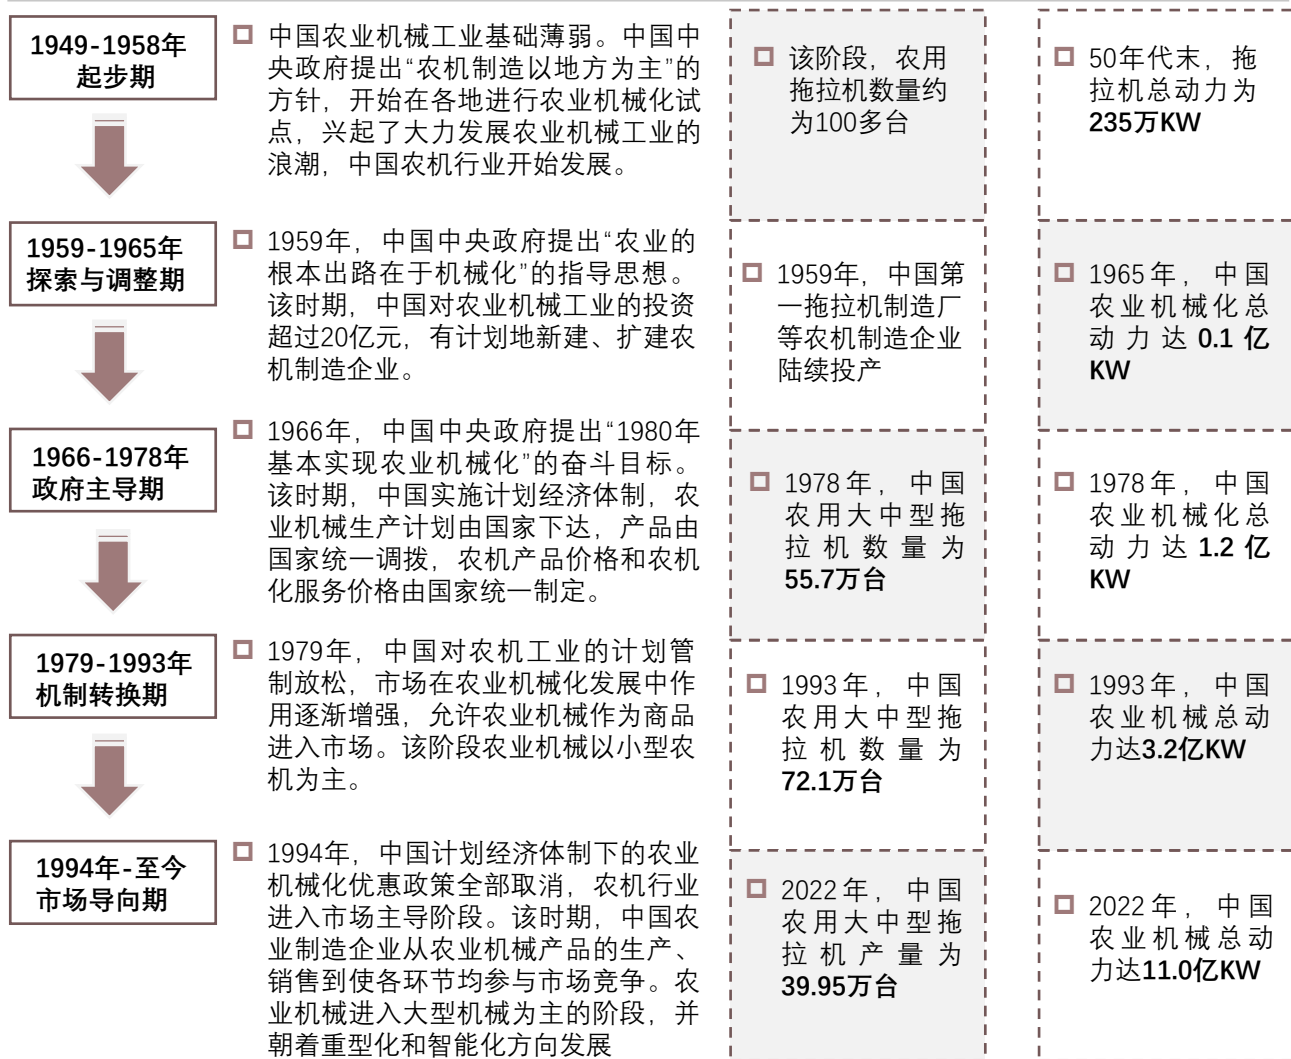 1949-1958年
起步期
中国农业机械工业基础薄弱。中国中
央政府提出“农机制造以地方为主”的
方针，开始在各地进行农业机械化试
点，兴起了大力发展农业机械工业的
浪潮，中国农机行业开始发展。
该阶段，农用
拖拉机数量约
为100多台
50年代末，拖
拉机总动力为
235万KW
1959-1965年
探索与调整期
1959年，中国中央政府提出“农业的
根本出路在于机械化”的指导思想。
该时期，中国对农业机械工业的投资
超过20亿元，有计划地新建、扩建农
机制造企业。
1959年，中国第
一拖拉机制造厂
等农机制造企业
陆续投产
1965年，中国
农业机械化总
动力达0.1亿
KW
1966-1978年
政府主导期
1966年，中国中央政府提出“1980年
基本实现农业机械化”的奋斗目标。
该时期，中国实施计划经济体制，农
业机械生产计划由国家下达，产品由
国家统一调拨，农机产品价格和农机
化服务价格由国家统一制定。
1978年，中国
农用大中型拖
拉机数量为
55.7万台
1978年，中国
农业机械化总
动力达1.2亿
KW
1979-1993年
机制转换期
1979年，中国对农机工业的计划管
制放松，市场在农业机械化发展中作
用逐渐增强，允许农业机械作为商品
进入市场。该阶段农业机械以小型农
机为主。
1993年，中国
农用大中型拖
拉机数量为
72.1万台
1993年，中国
农业机械总动
力达3.2亿KW
1994年-至今
市场导向期
1994年，中国计划经济体制下的农业
机械化优惠政策全部取消，农机行业
进入市场主导阶段。该时期，中国农
业制造企业从农业机械产品的生产、
销售到使各环节均参与市场竞争。农
业机械进入大型机械为主的阶段，并
朝着重型化和智能化方向发展
2022年，中国
农用大中型拖
拉机产量为
39.95万台
2022年，中国
农业机械总动
力达11.0亿KW